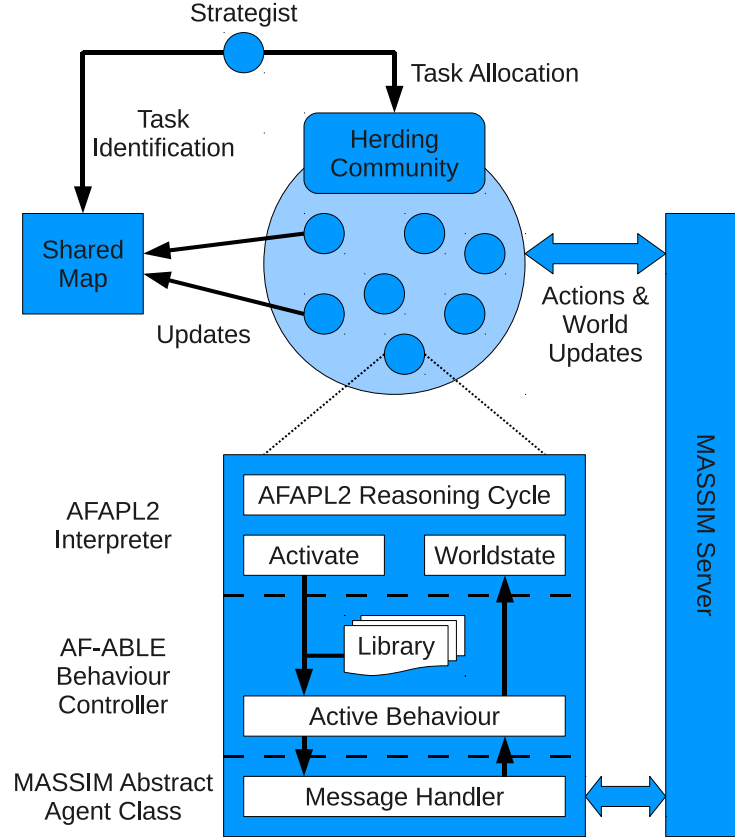 Strategist
Task Allocation
Task
Identification
Herding
Community
Shared
Map
Updates
Actions &
World
Updates
MASSIM Server
AFAPL2 Reasoning Cycle
AFAPL2
Interpreter
Activate
Worldstate
Library
AF-ABLE
Behaviour
Controller
Active Behaviour
MASSIM Abstract
Agent Class
Message Handler